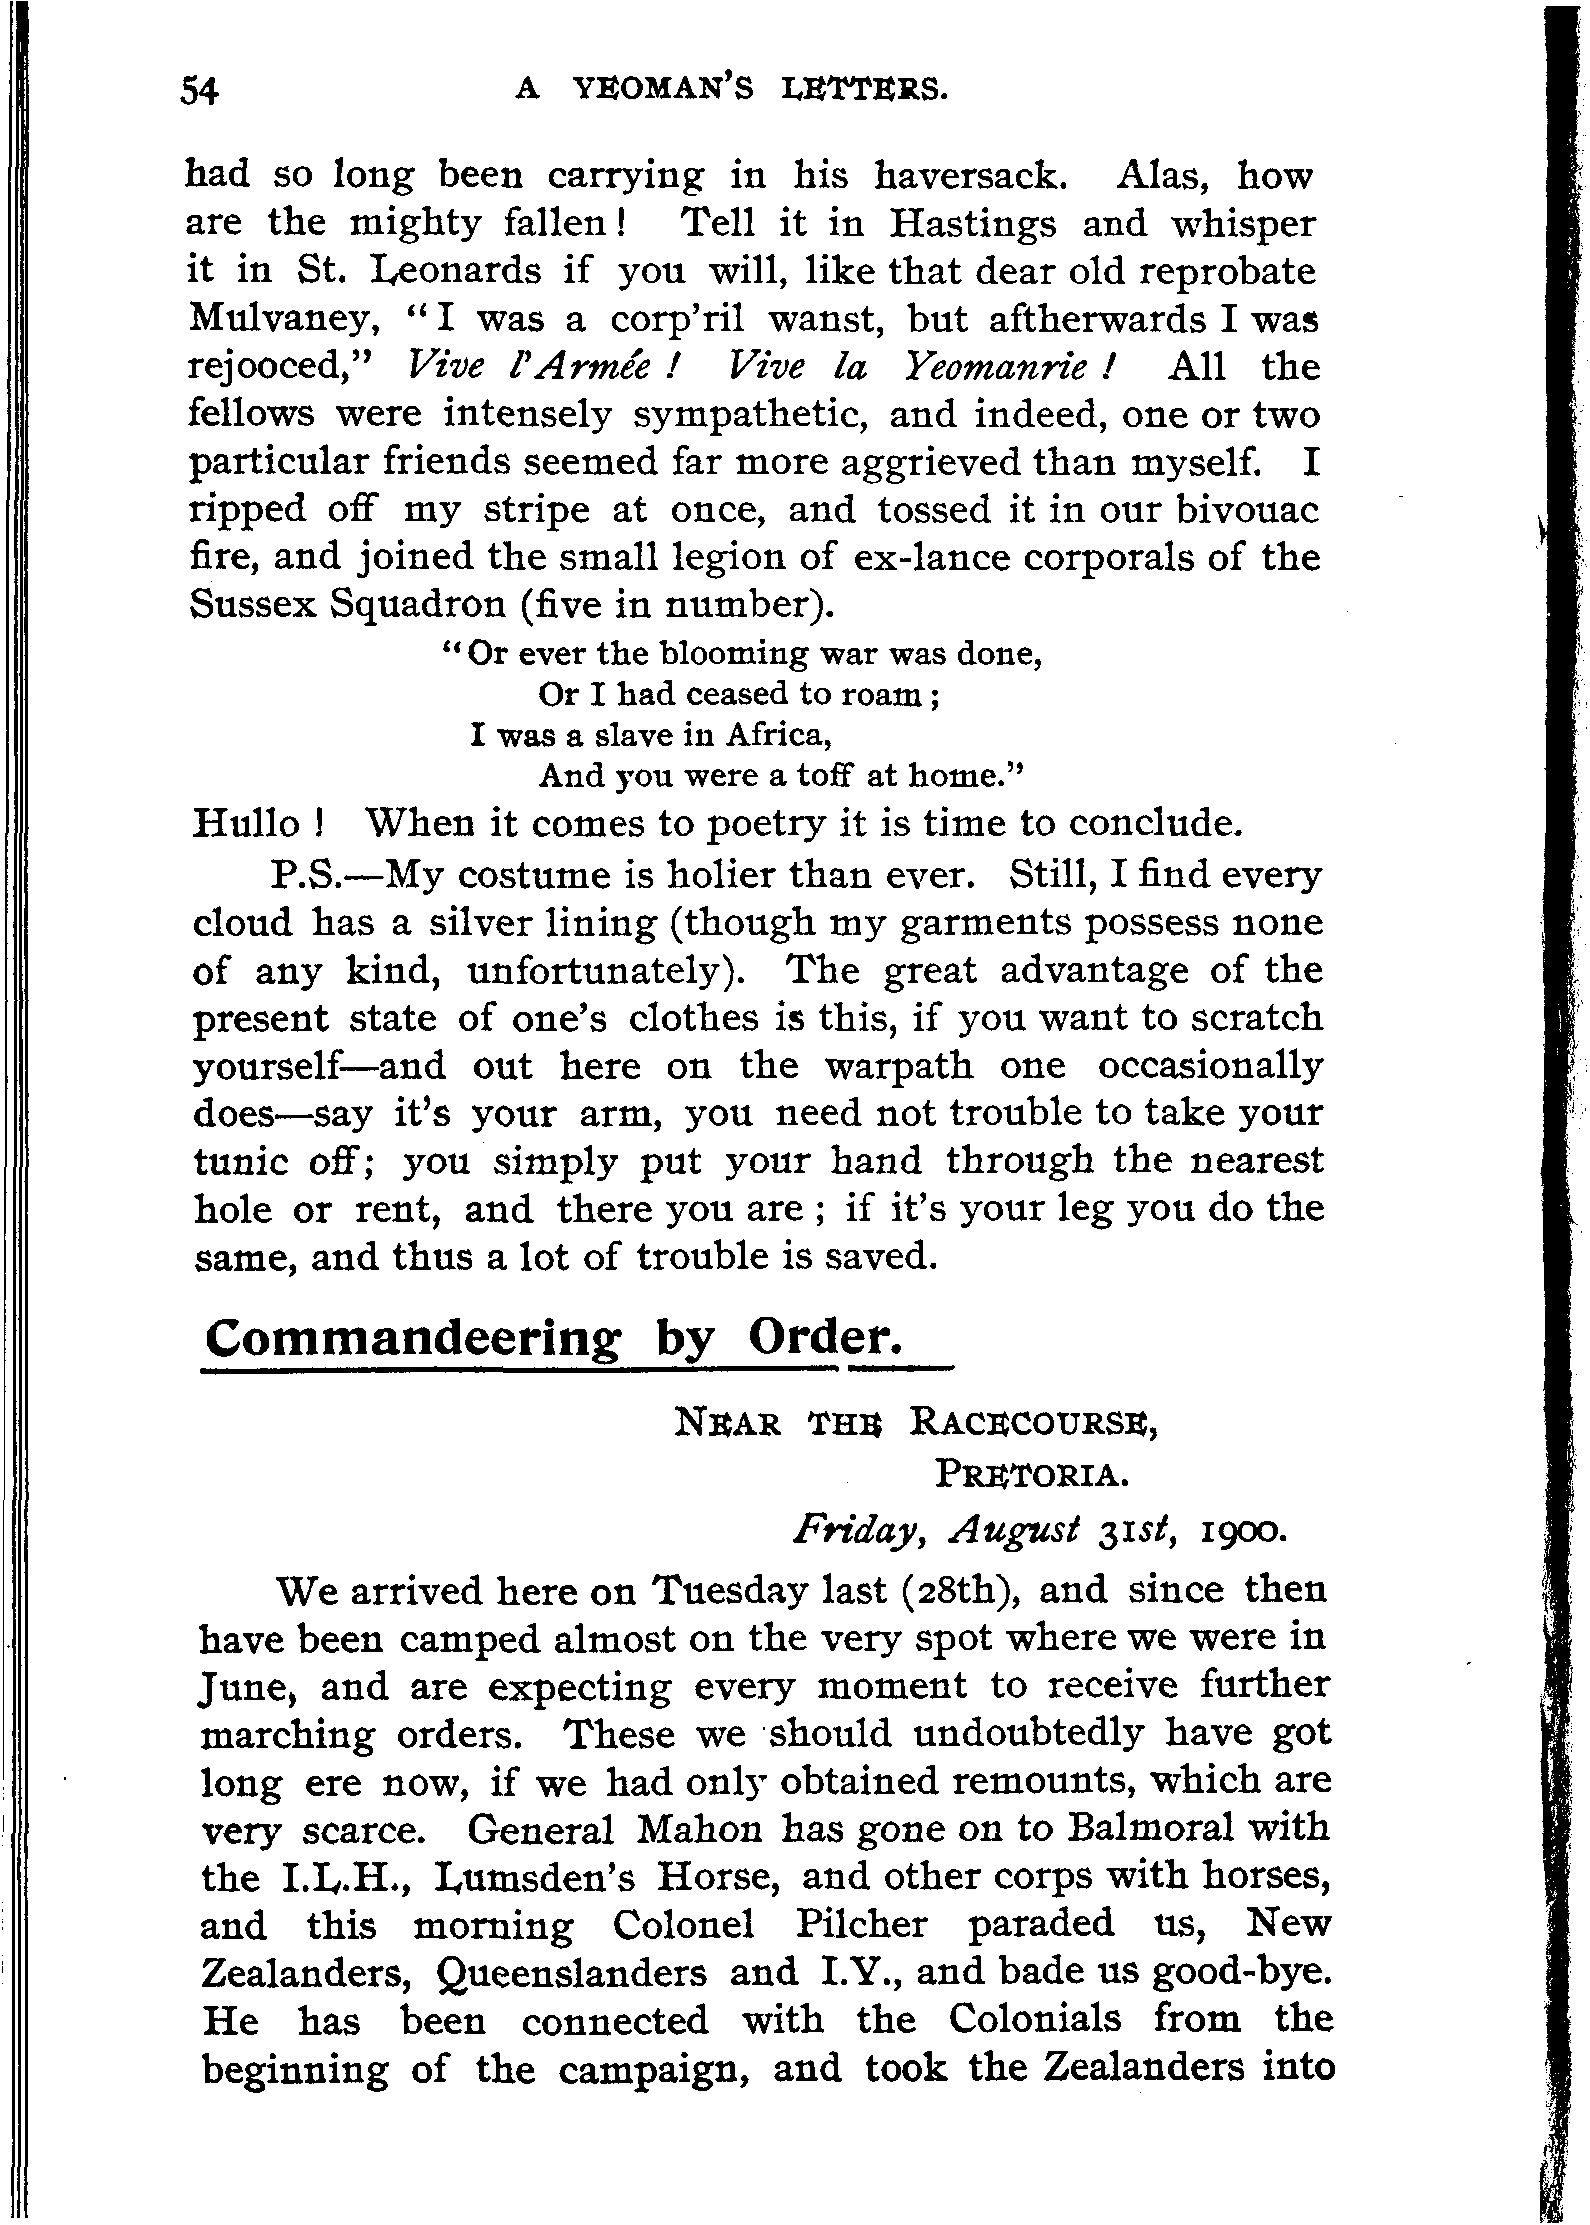 54 A YEOMAN'S LETTERS.
had so long been carrying in his haversack. Alas, how
are the mighty fallen! Tell it in Hastings and whisper
it in St. Leonards if you will, like that dear old reprobate
Mulvaney, "I was a corp'ril wanst, but aftherwards I was
rejooced," Vive l'Armée! Vive la Yeomanrie! All the
fellows were intensely sympathetic, and indeed, one or two
particular friends seemed far more aggrieved than myself. I
ripped off my stripe at once, and tossed it in our bivouac
fire, and joined the small legion of ex-lance corporals of the
Sussex Squadron (five in number).
"Or ever the blooming war was done,
Or I had ceased to roam;
I was a slave in Africa,
And you were a toff at home."
Hullo! When it comes to poetry it is time to conclude.
P.S.—My costume is holier than ever. Still, I find every
cloud has a silver lining (though my garments possess none
of any kind, unfortunately). The great advantage of the
present state of one's clothes is this, if you want to scratch
yourself—and out here on the warpath one occasionally
does—say it's your arm, you need not trouble to take your
tunic off; you simply put your hand through the nearest
hole or rent, and there you are; if it's your leg you do the
same, and thus a lot of trouble is saved.
Commandeering by Order.
NEAR THE RACECOURSE,
PRETORIA.
Friday, August 31st, 1900.
We arrived here on Tuesday last (28th), and since then
have been camped almost on the very spot where we were in
June, and are expecting every moment to receive further
marching orders. These we should undoubtedly have got
long ere now, if we had only obtained remounts, which are
very scarce. General Mahon has gone on to Balmoral with
the I.L.H., Lumsden's Horse, and other corps with horses,
and this morning Colonel Pilcher paraded us, New
Zealanders, Queenslanders and I.Y., and bade us good-bye.
He has been connected with the Colonials from the
beginning of the campaign, and took the Zealanders into